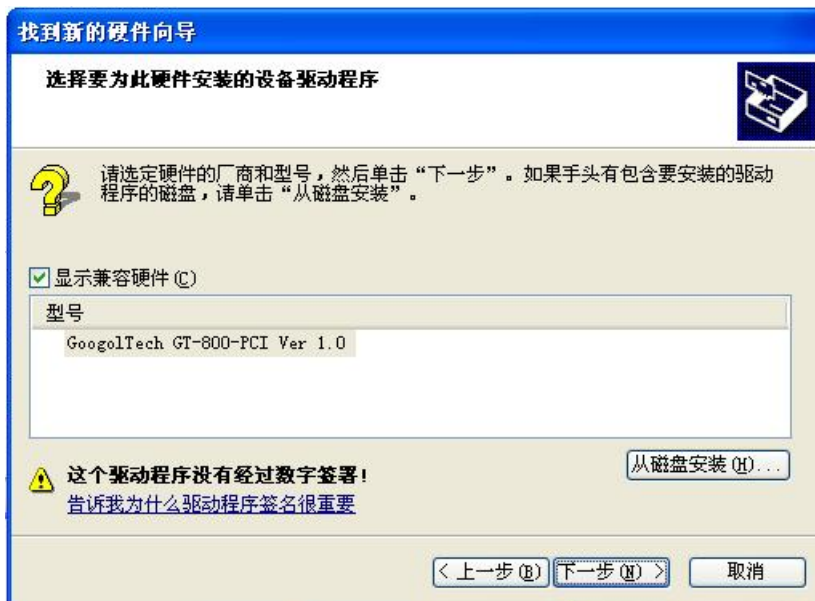 找到新的硬件向导
选择要为此硬件安装的设备驱动程序
请选定硬件的厂商和型号，然后单击“下一步”。如果手头有包含要安装的驱动
程序的磁盘，请单击“从磁盘安装”。
显示兼容硬件(C)
型号
GoogolTech GT-800-PCI Ver 1.0
这个驱动程序没有经过数字签署！
告诉我为什么驱动程序签名很重要
从磁盘安装(H)...
< 上一步(B) 下一步(N) > 取消